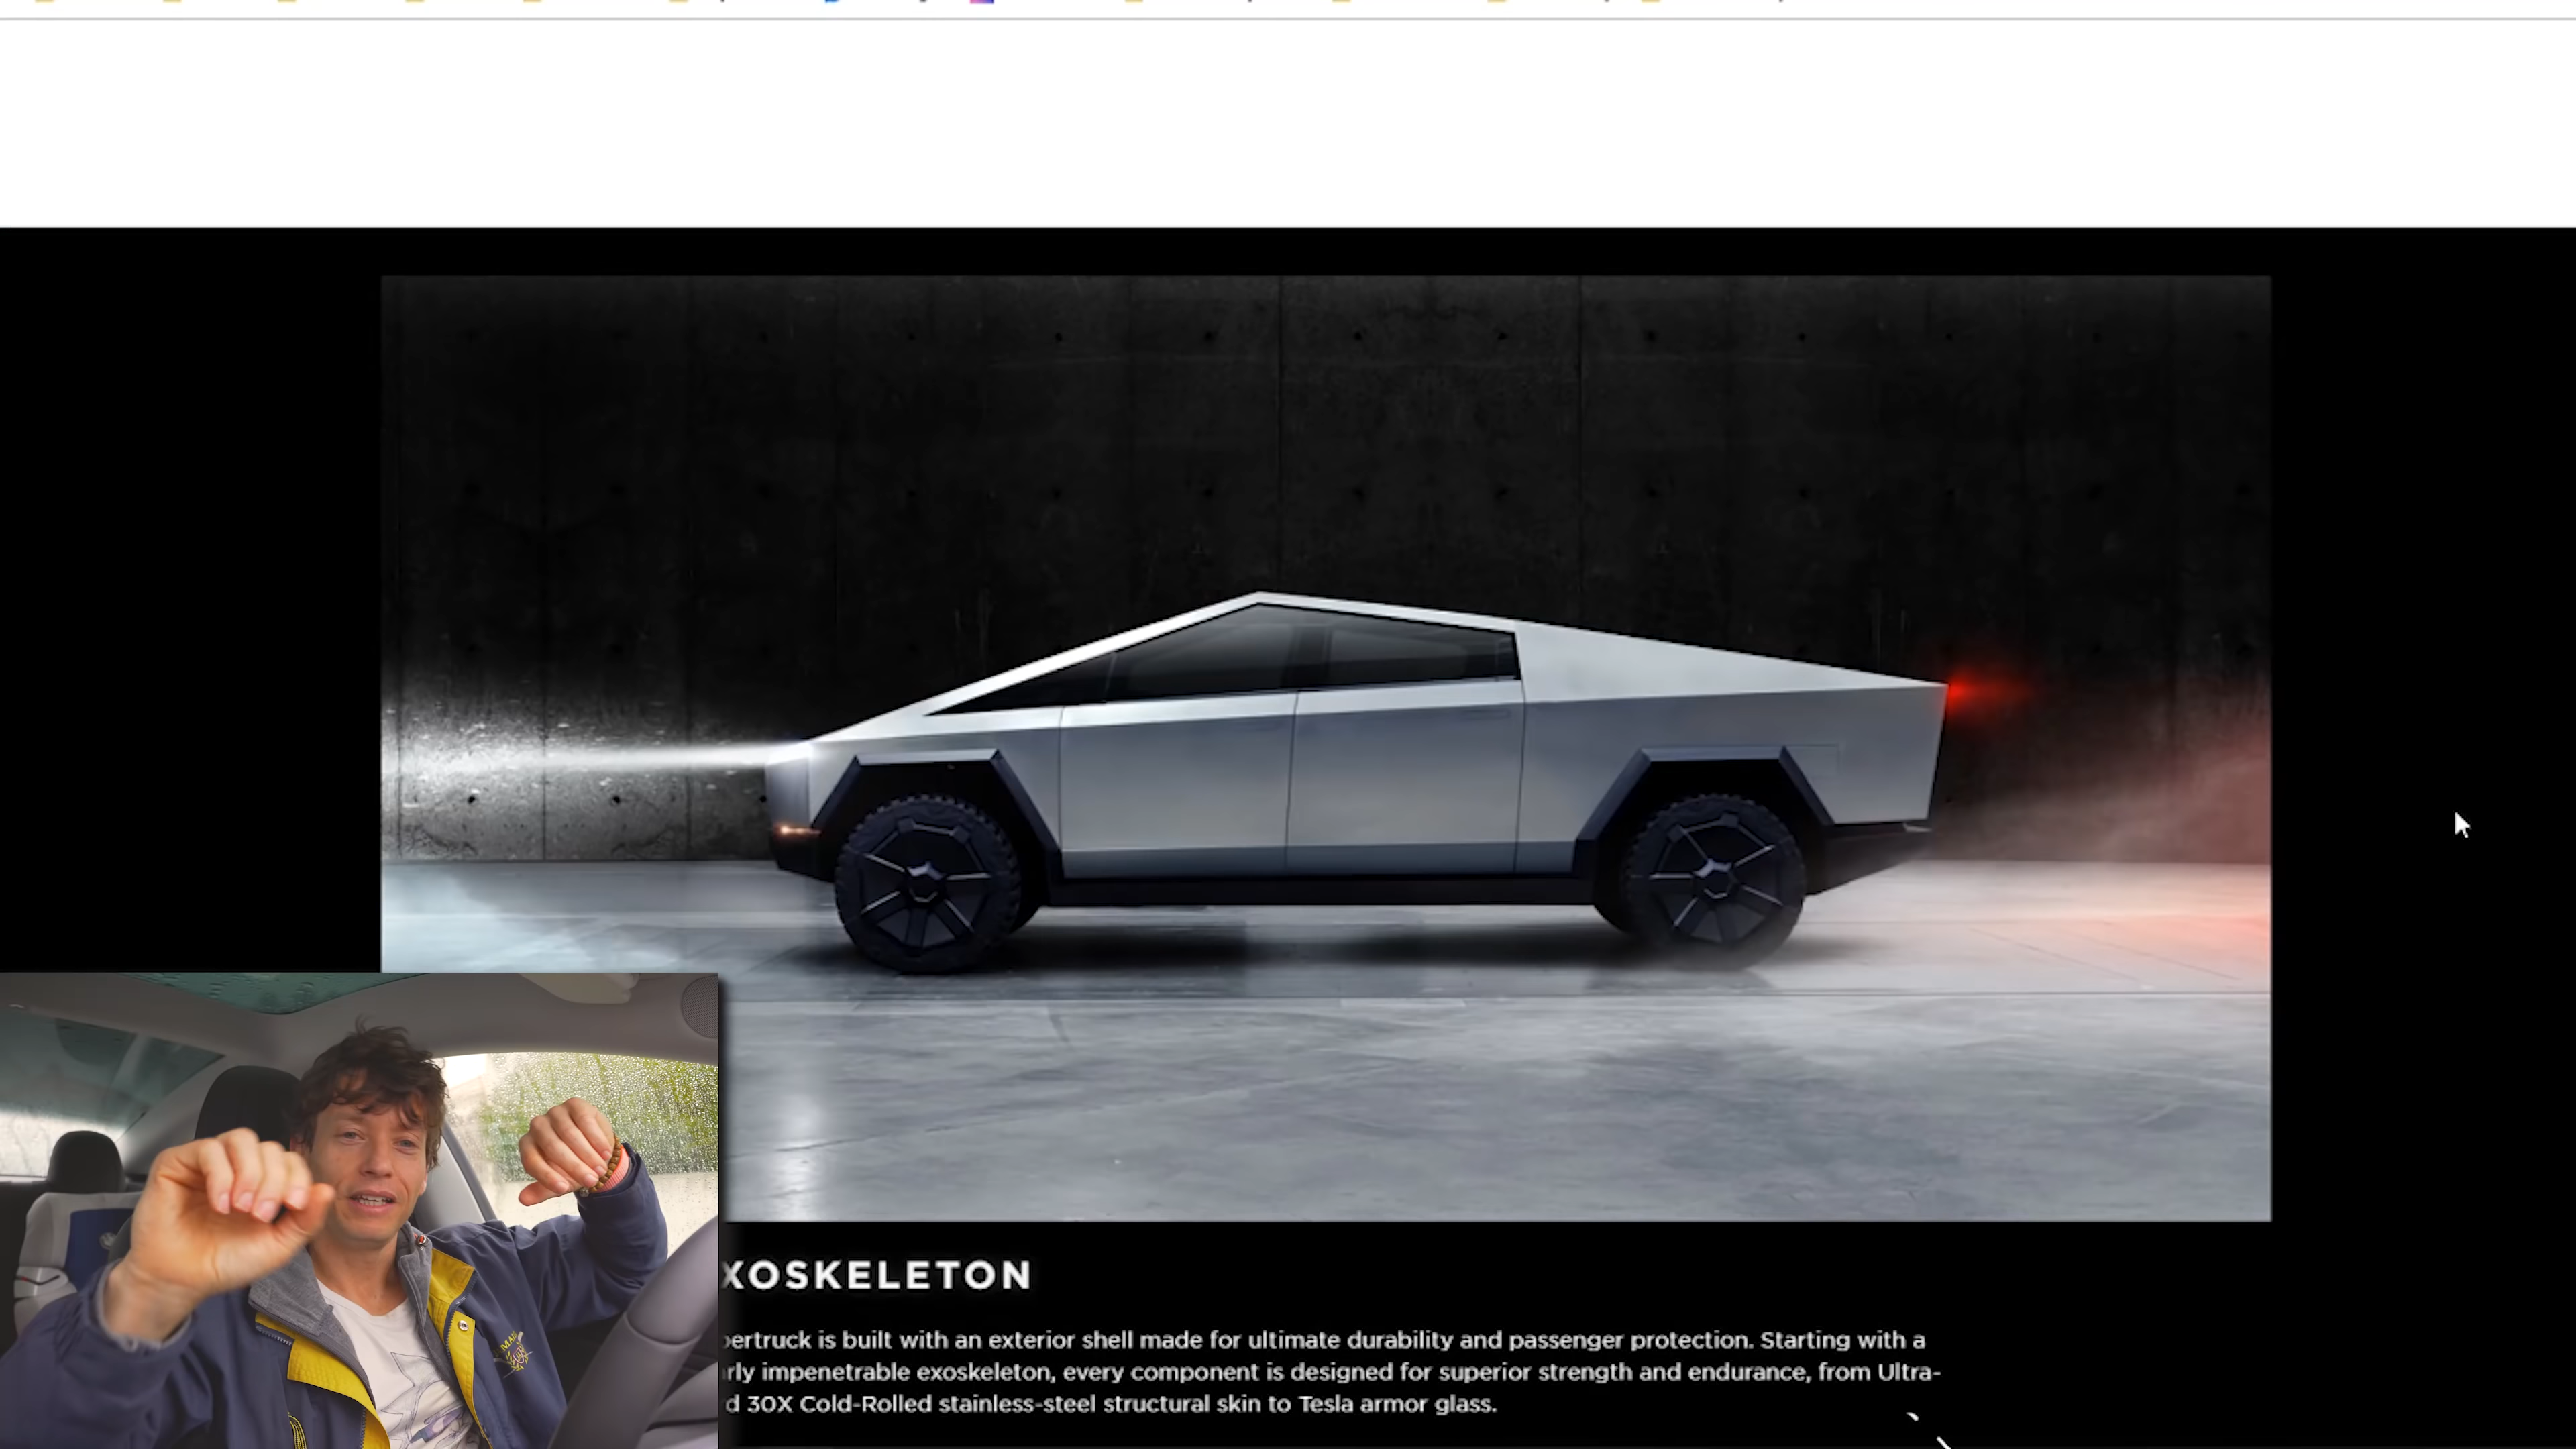 XOSKELETON
ertruck is built with an exterior shell made for ultimate durability and passenger protection. Starting with a
rly impenetrable exoskeleton, every component is designed for superior strength and endurance, from Ultra-
d 30X Cold-Rolled stainless-steel structural skin to Tesla armor glass.